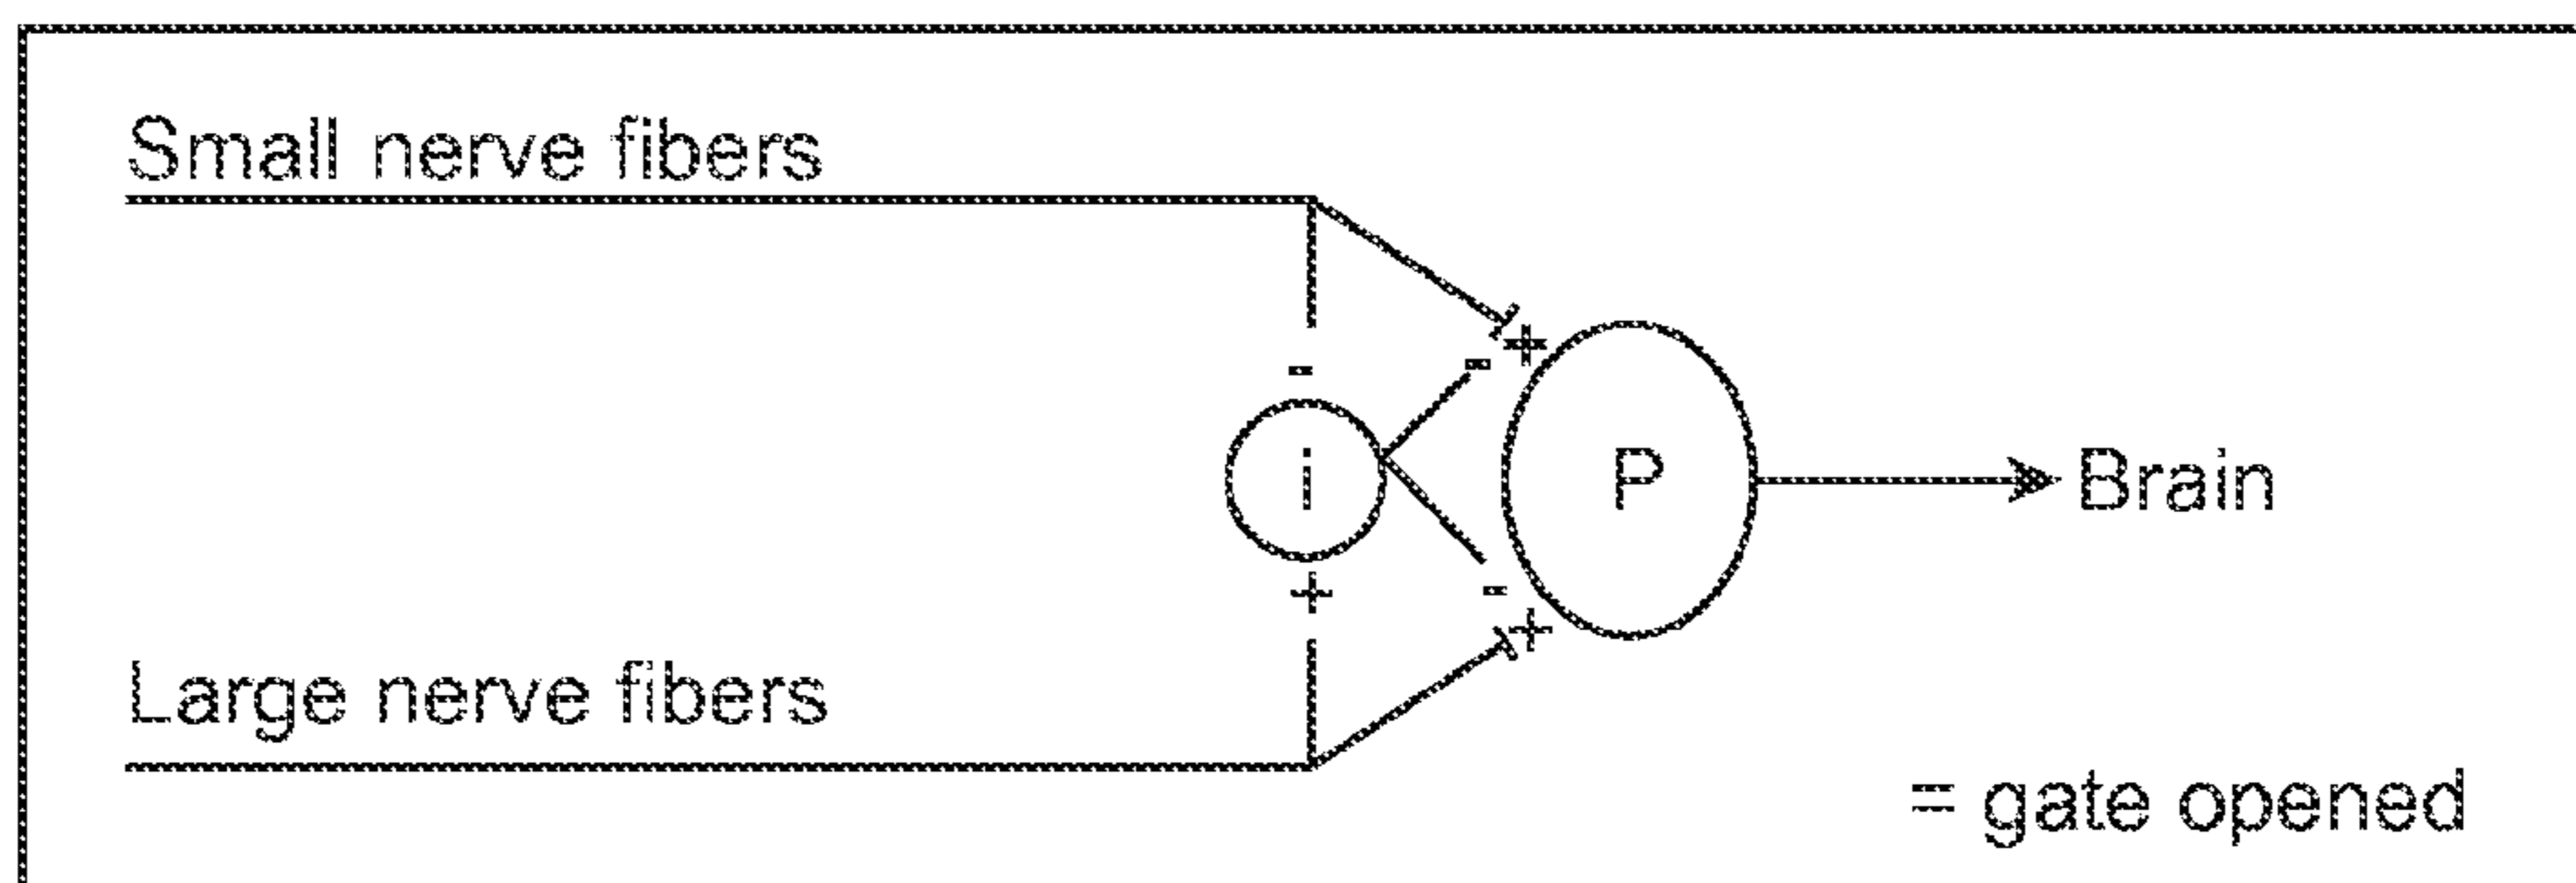 Small nerve fibers
-
- +
i
P
Brain
+
-
+
Large nerve fibers
= gate opened